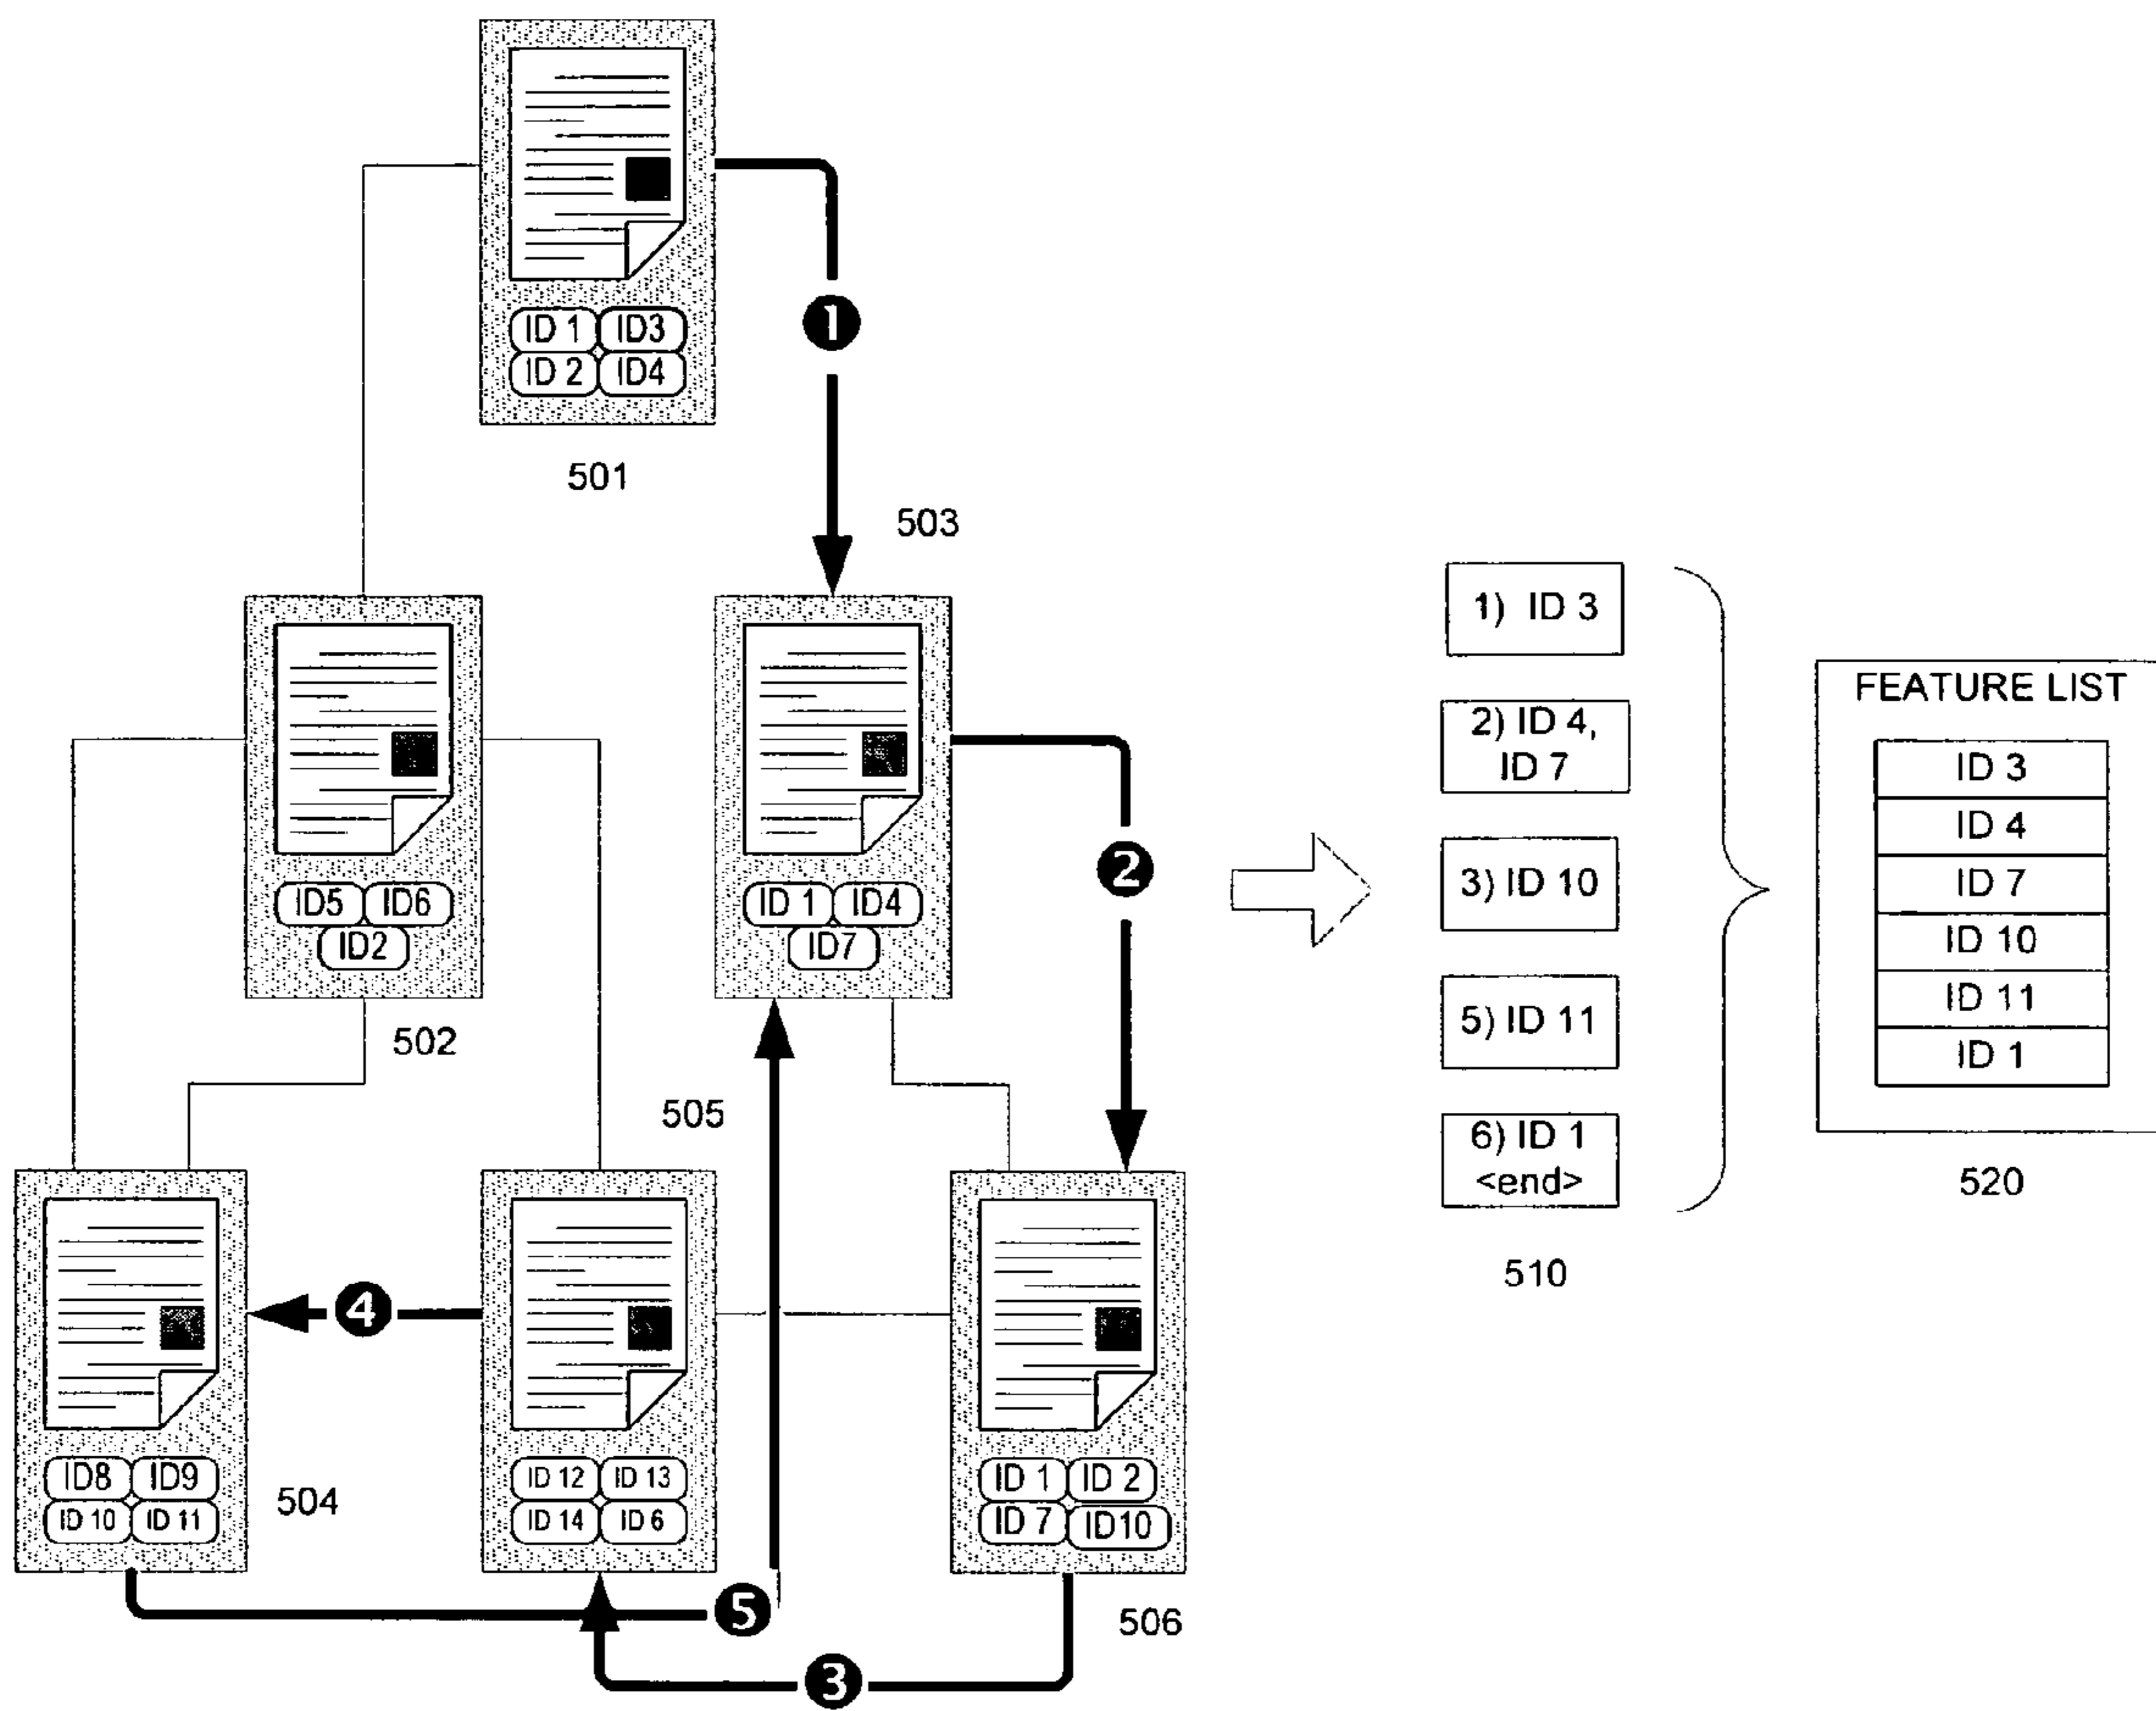 ID 1 ID3
ID 2 ID4
501
1
503
ID5 ID6
ID2
502
ID 1 ID4
ID7
2
505
4
ID8 ID9
ID 10 ID 11
504
ID 12 ID 13
ID 14 ID 6
ID 1 ID 2
ID 7 ID10
506
5
3
1) ID 3
2) ID 4,
ID 7
3) ID 10
5) ID 11
6) ID 1
<end>
510
FEATURE LIST
ID 3
ID 4
ID 7
ID 10
ID 11
ID 1
520